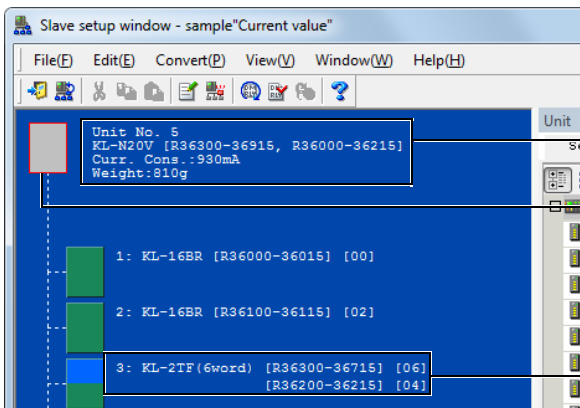 Slave setup window - sample"Current value"
File(F) Edit(E) Convert(P) View(V) Window(W) Help(H)
Unit
Unit No. 5
KL-N20V [R36300-36915, R36000-36215]
Curr. Cons.:930mA
Weight:810g
1: KL-16BR [R36000-36015] [00]
2: KL-16BR [R36100-36115] [02]
3: KL-2TF(6word) [R36300-36715] [06]
[R36200-36215] [04]